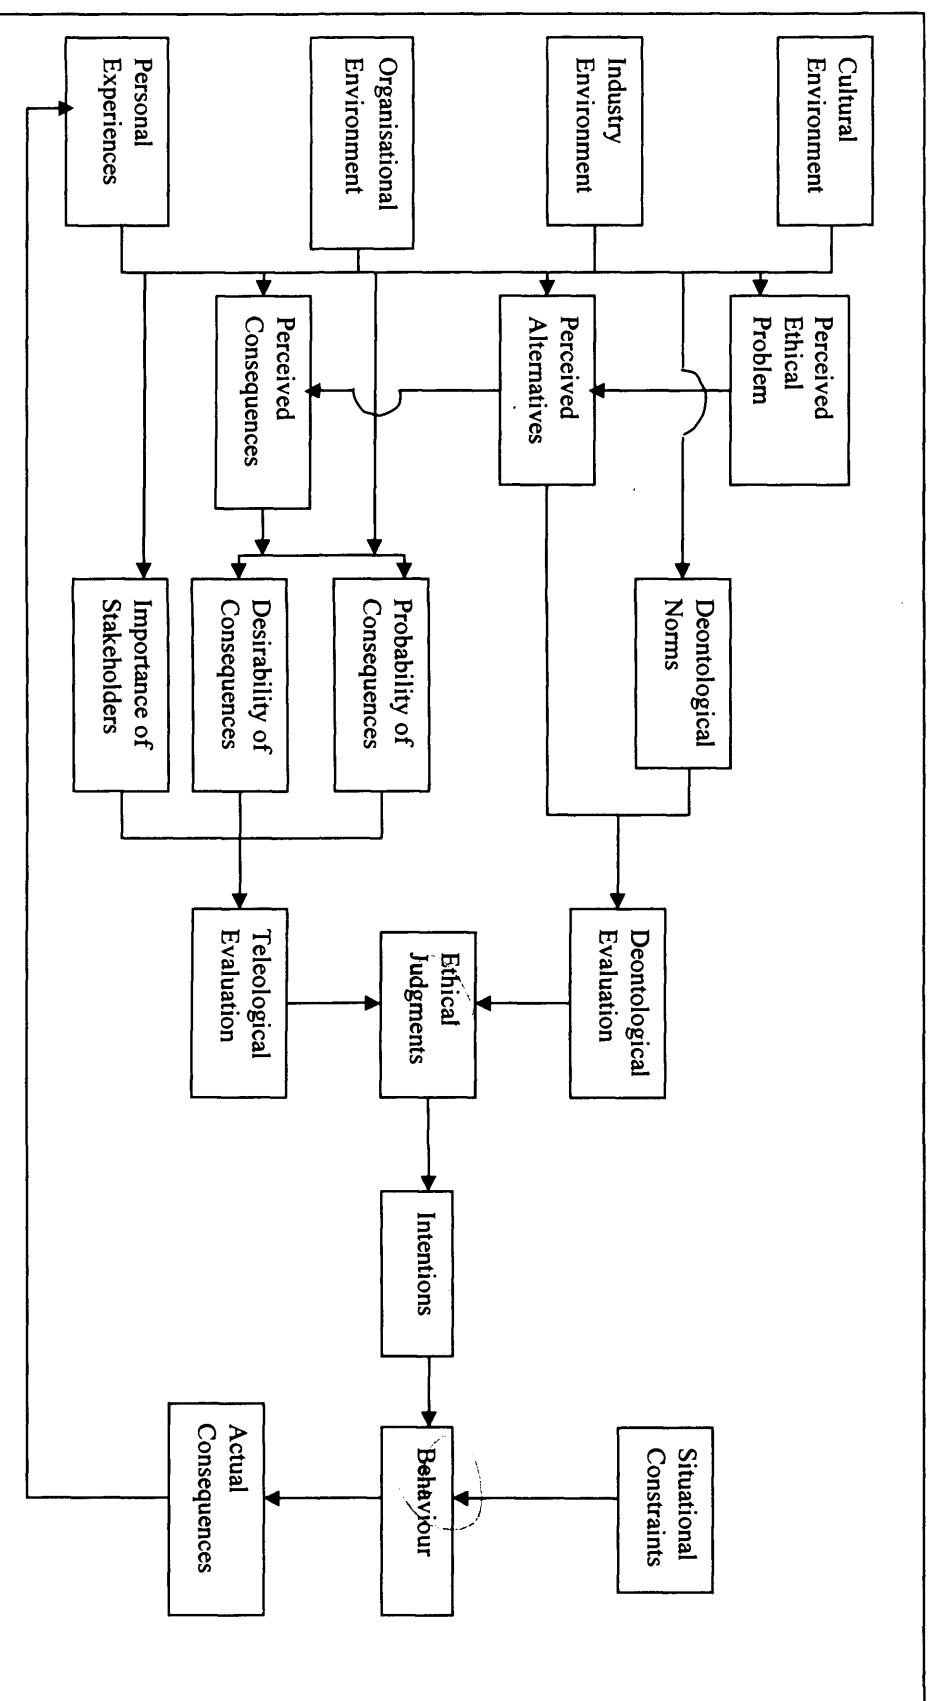 Cultural
Environment
Industry
Environment
Organisational
Environment
Personal
Experiences
Perceived
Ethical
Problem
Perceived
Alternatives
Perceived
Consequences
Deontological
Norms
Probability of
Consequences
Desirability of
Consequences
Importance of
Stakeholders
Deontological
Evaluation
Ethical
Judgments
Teleological
Evaluation
Intentions
Situational
Constraints
Behaviour
Actual
Consequences